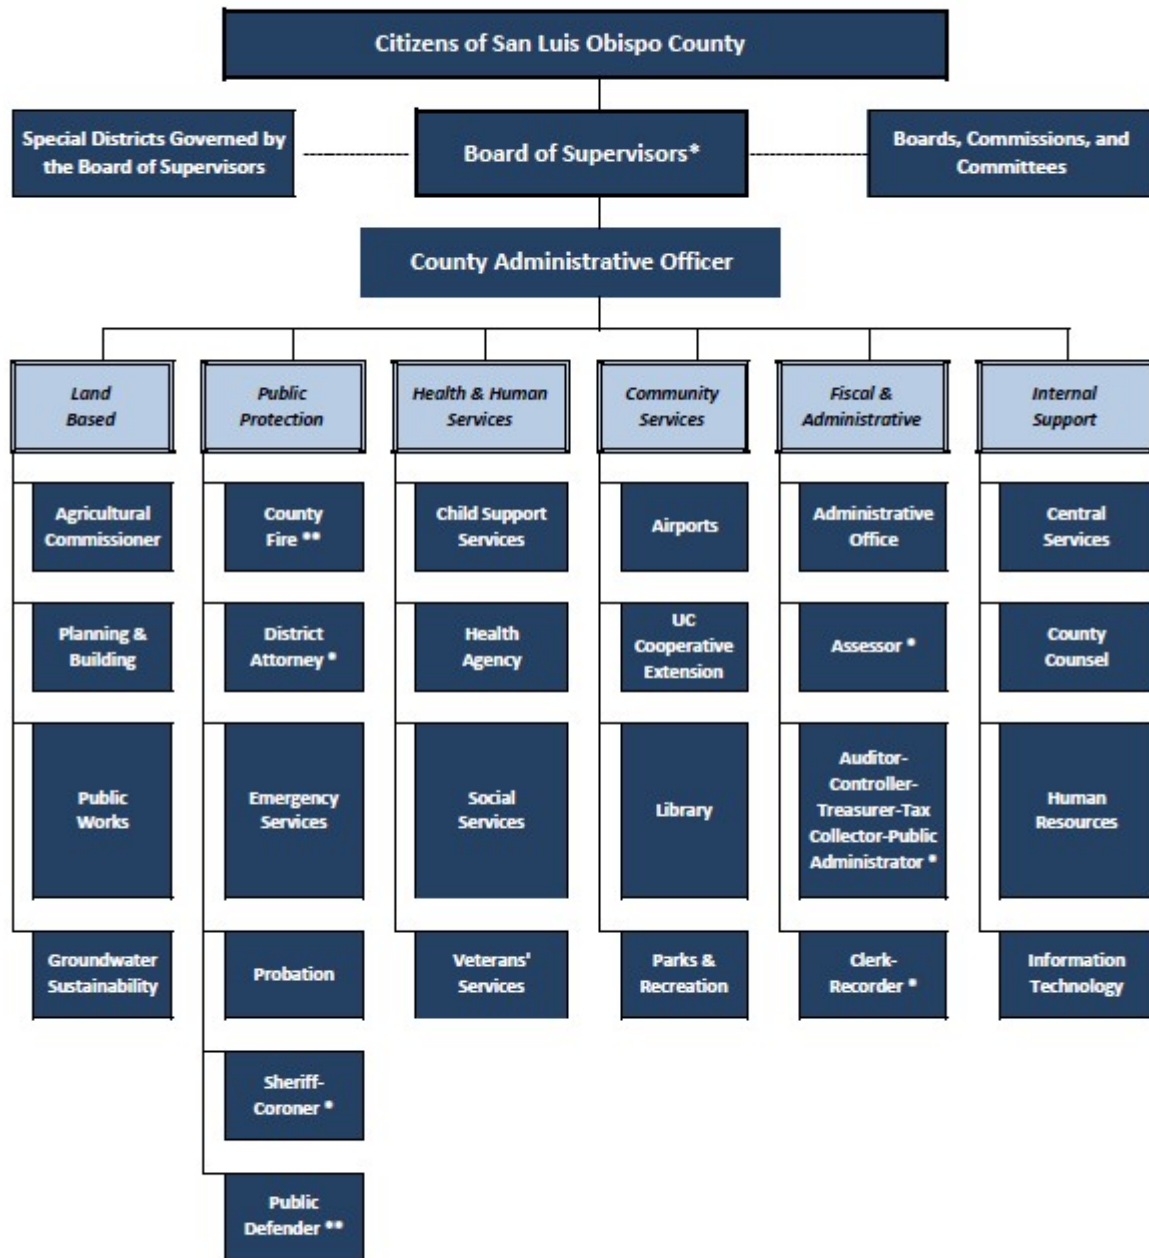 Citizens of San Luis Obispo County
Special Districts Governed by
the Board of Supervisors
Board of Supervisors*
Boards, Commissions, and
Committees
County Administrative Officer
Land
Based
Public
Protection
Health & Human
Services
Community
Services
Fiscal &
Administrative
Internal
Support
Agricultural
Commissioner
County
Fire **
Child Support
Services
Airports
Administrative
Office
Central
Services
Planning &
Building
District
Attorney *
Health
Agency
UC
Cooperative
Extension
Assessor *
County
Counsel
Public
Works
Emergency
Services
Social
Services
Library
Auditor-
Controller-
Treasurer-Tax
Collector-Public
Administrator *
Human
Resources
Groundwater
Sustainability
Probation
Veterans'
Services
Parks &
Recreation
Clerk-
Recorder *
Information
Technology
Sheriff-
Coroner *
Public
Defender **